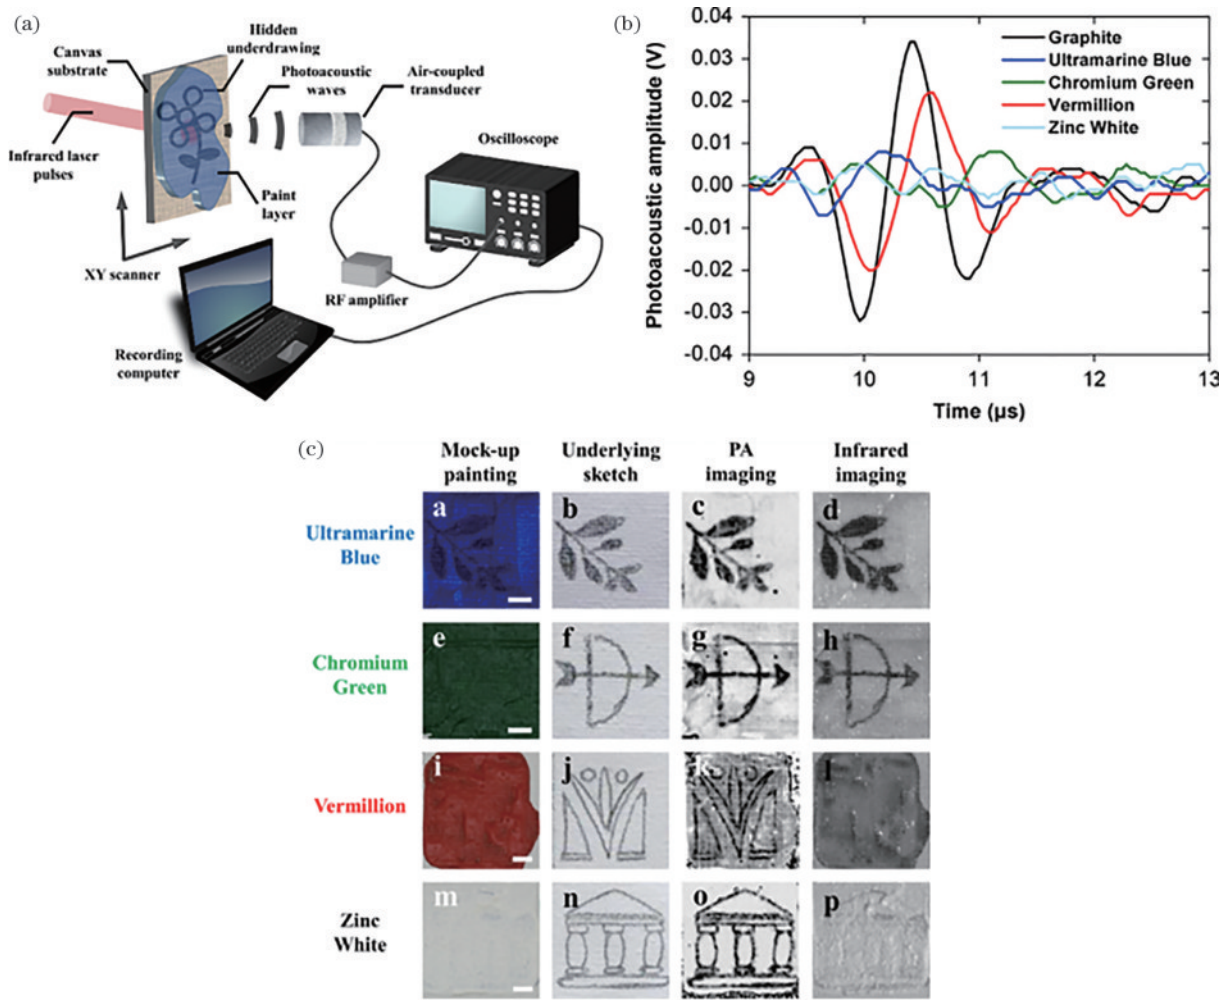 (a)
Hidden
underdrawing
Canvas
substrate
Photoacoustic
waves
Air-coupled
transducer
Oscilloscope
Infrared laser
pulses
Paint
layer
XY scanner
RF amplifier
Recording
computer
(b)
Photoacoustic amplitude (V)
0.04
0.03
0.02
0.01
0.00
-0.01
-0.02
-0.03
-0.04
Graphite
Ultramarine Blue
Chromium Green
Vermillion
Zinc White
9 10 11 12 13
Time (µs)
(c)
Mock-up
painting
Underlying
sketch
PA
imaging
Infrared
imaging
Ultramarine
Blue
a b c d
Chromium
Green
e f g h
Vermillion
i j k l
Zinc
White
m n o p